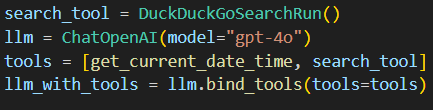 search_tool = DuckDuckGoSearchRun()
llm = ChatOpenAI(model="gpt-4o")
tools = [get_current_date_time, search_tool]
llm_with_tools = llm.bind_tools(tools=tools)